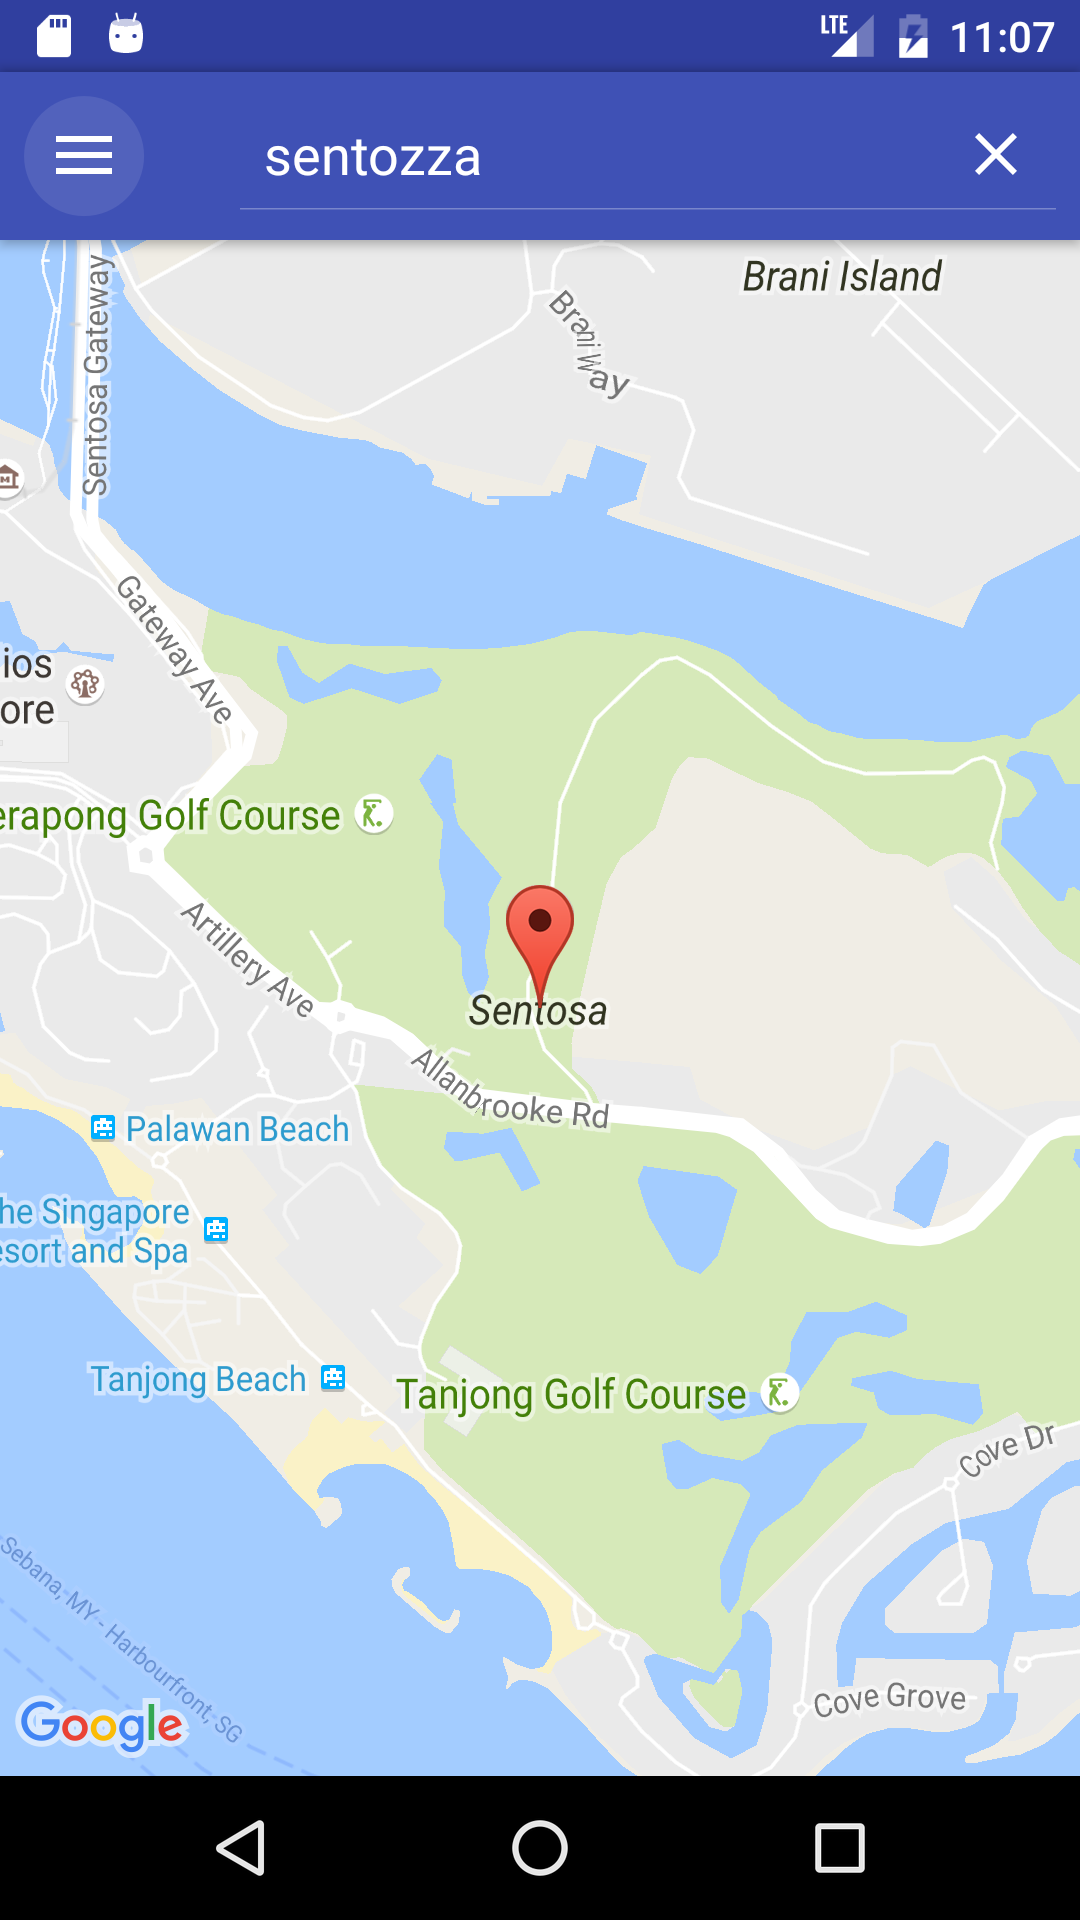 LTE 11:07
sentozza
Brani Island
Sentosa Gateway
Brani Way
Gateway Ave
ios
ore
erapong Golf Course
Artillery Ave
Sentosa
Allanbrooke Rd
Palawan Beach
he Singapore
esort and Spa
Tanjong Beach
Tanjong Golf Course
Cove Dr
Sebana, MY - Harbourfront, SG
Cove Grove
Google